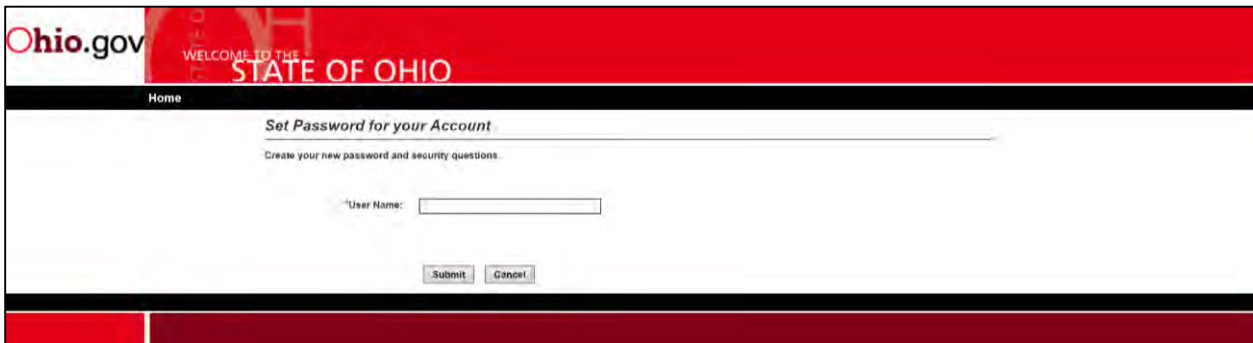 Ohio.gov
WELCOME TO THE
STATE OF OHIO
Home
Set Password for your Account
Create your new password and security questions.
*User Name:
Submit Cancel